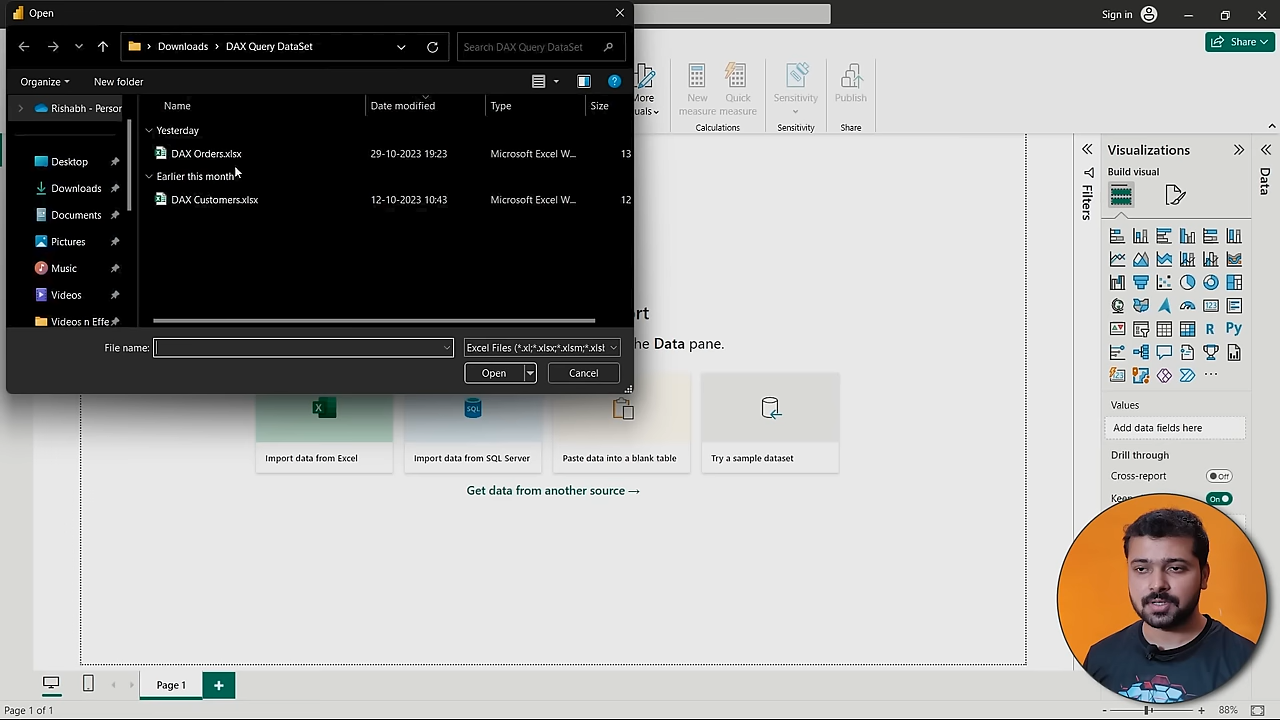 Open
Sign in
Downloads > DAX Query DataSet
Search DAX Query DataSet
Share
Organize
New folder
Rishabh - Person
Name
Date modified
Type
Size
Yesterday
DAX Orders.xlsx
29-10-2023 19:23
Microsoft Excel W...
13
Earlier this month
DAX Customers.xlsx
12-10-2023 10:43
Microsoft Excel W...
12
Desktop
Downloads
Documents
Pictures
Music
Videos
Videos n Effe
File name:
Excel Files (*.xl;*.xlsx;*.xlsm;*.xlsb
Open
Cancel
New measure
Quick measure
Calculations
Sensitivity
Sensitivity
Publish
Share
the Data pane.
Import data from Excel
SQL
Import data from SQL Server
Paste data into a blank table
Try a sample dataset
Get data from another source →
Filters
Visualizations
Build visual
123
R
Py
...
Values
Add data fields here
Drill through
Cross-report
Off
On
Data
Page 1
+
Page 1 of 1
- +
88%